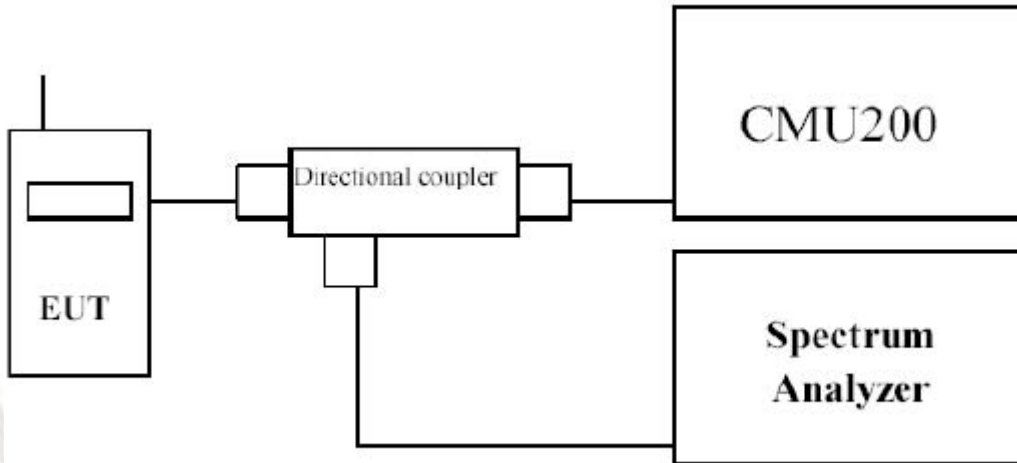 CMU200
Directional coupler
EUT
Spectrum
Analyzer